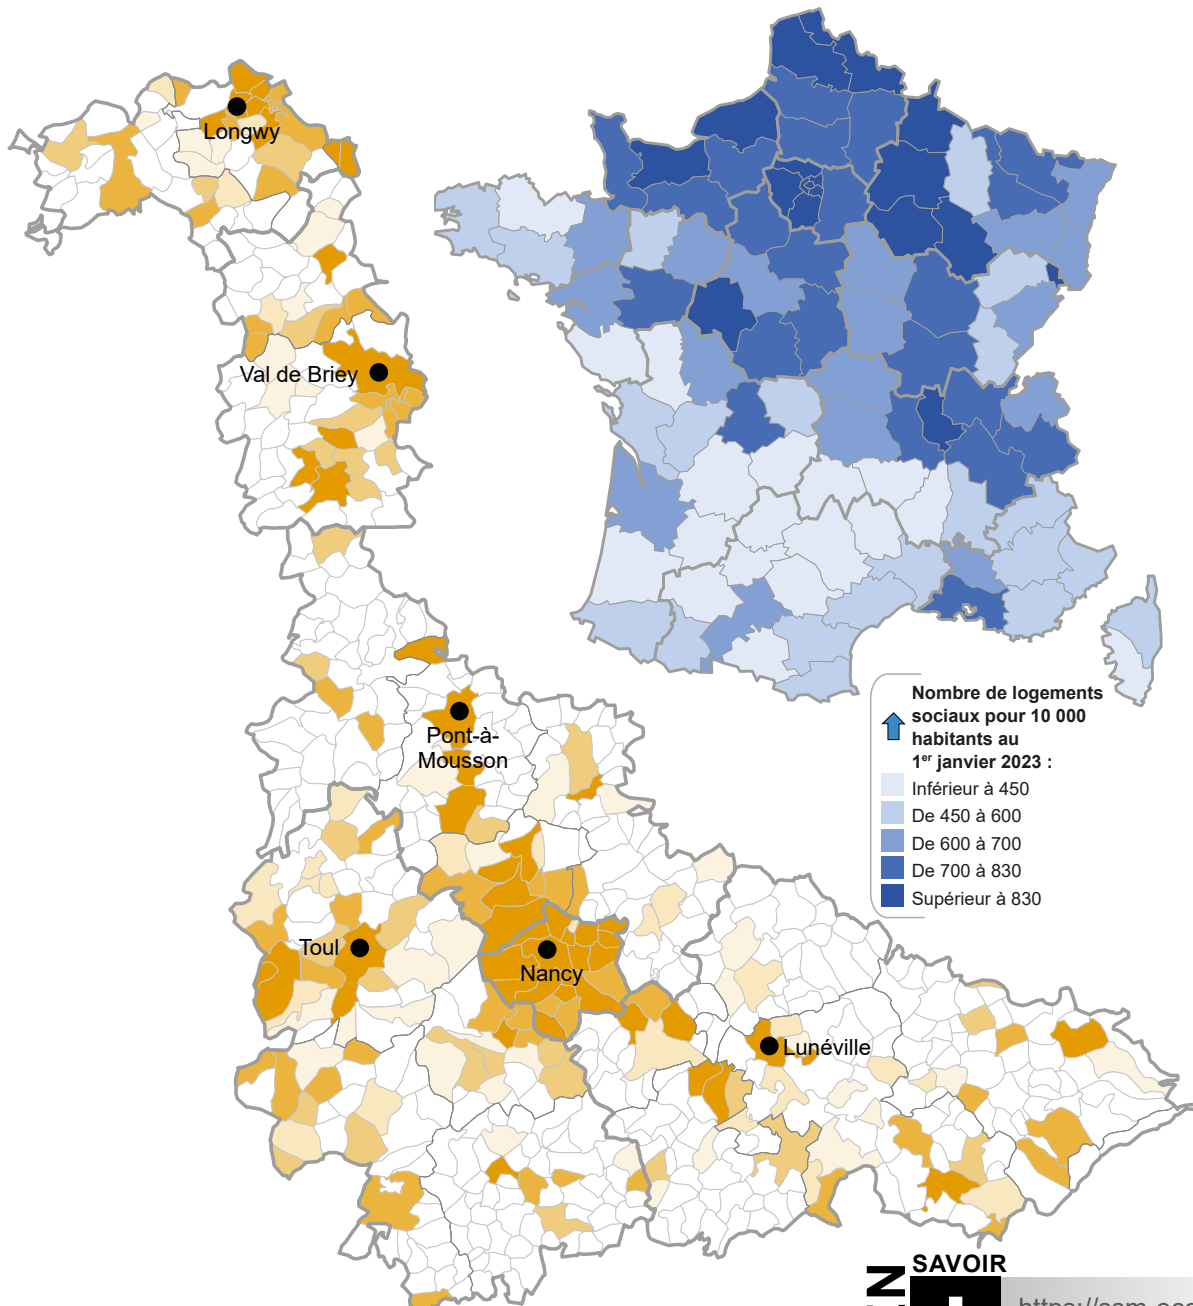 Longwy
Val de Briey
Pont-à-
Mousson
Toul
Nancy
Lunéville
Nombre de logements
sociaux pour 10 000
habitants au
1er janvier 2023 :
Inférieur à 450
De 450 à 600
De 600 à 700
De 700 à 830
Supérieur à 830
SAVOIR